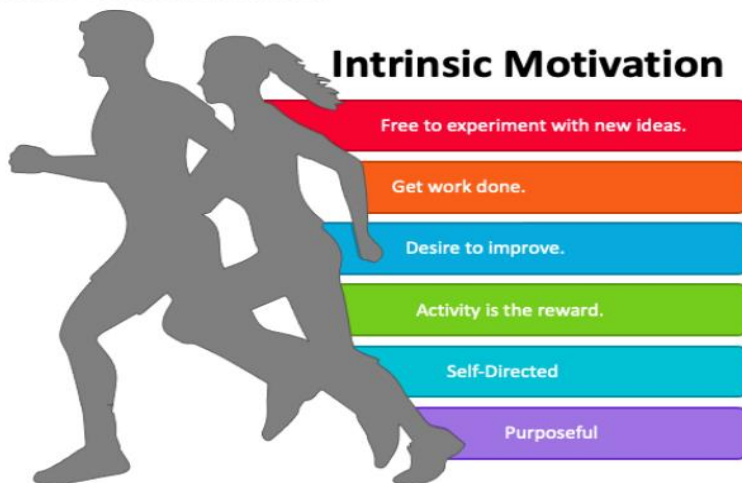 Intrinsic Motivation
Free to experiment with new ideas.
Get work done.
Desire to improve.
Activity is the reward.
Self-Directed
Purposeful